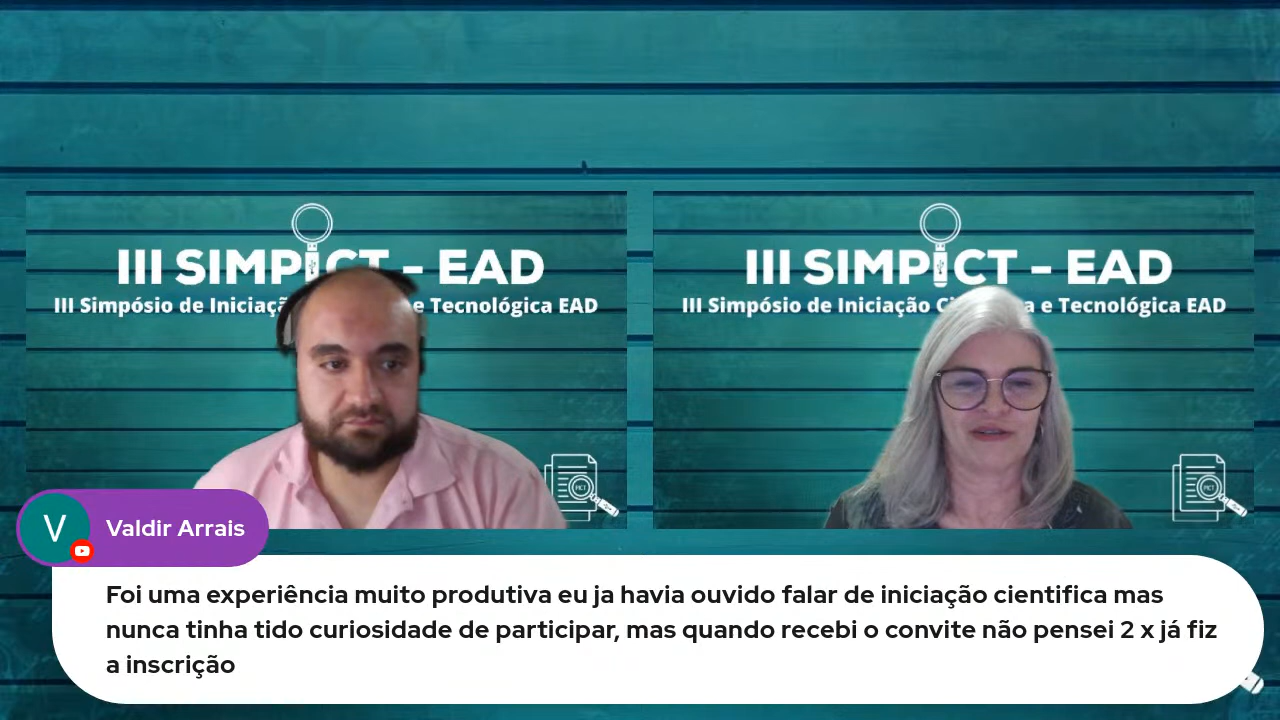 III SIMPICT - EAD
III Simpósio de Iniciaç e Tecnológica EAD
III SIMPICT - EAD
III Simpósio de Iniciação Ci a e Tecnológica EAD
V
Valdir Arrais
Foi uma experiência muito produtiva eu ja havia ouvido falar de iniciação cientifica mas
nunca tinha tido curiosidade de participar, mas quando recebi o convite não pensei 2 x já fiz
a inscrição